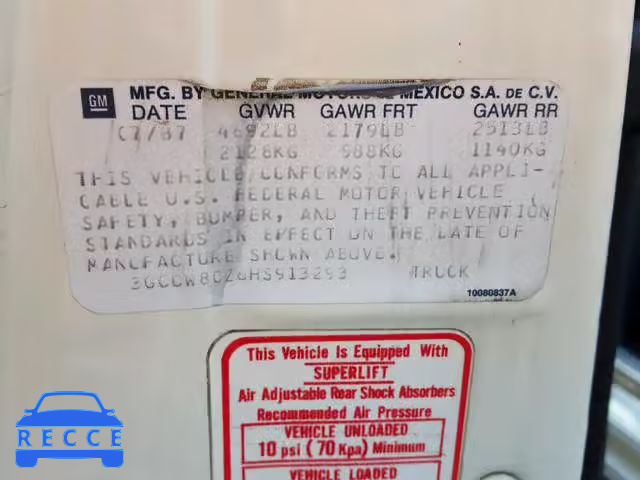 GM
MFG. BY GENERAL MOTORS DE MEXICO S.A. DE C.V.
DATE GVWR GAWR FRT GAWR RR
07/87 4692LB 2179LB 2513LB
2128KG 988KG 1140KG
THIS VEHICLE CONFORMS TO ALL APPLI-
CABLE U.S. FEDERAL MOTOR VEHICLE
SAFETY, BUMPER, AND THEFT PREVENTION
STANDARDS IN EFFECT ON THE DATE OF
MANUFACTURE SHOWN ABOVE.
3GCCW80Z6HS913293 TRUCK
10080837A
This Vehicle Is Equipped With
SUPERLIFT
Air Adjustable Rear Shock Absorbers
Recommended Air Pressure
VEHICLE UNLOADED
10 psi (70 Kpa) Minimum
VEHICLE LOADED
RECCE